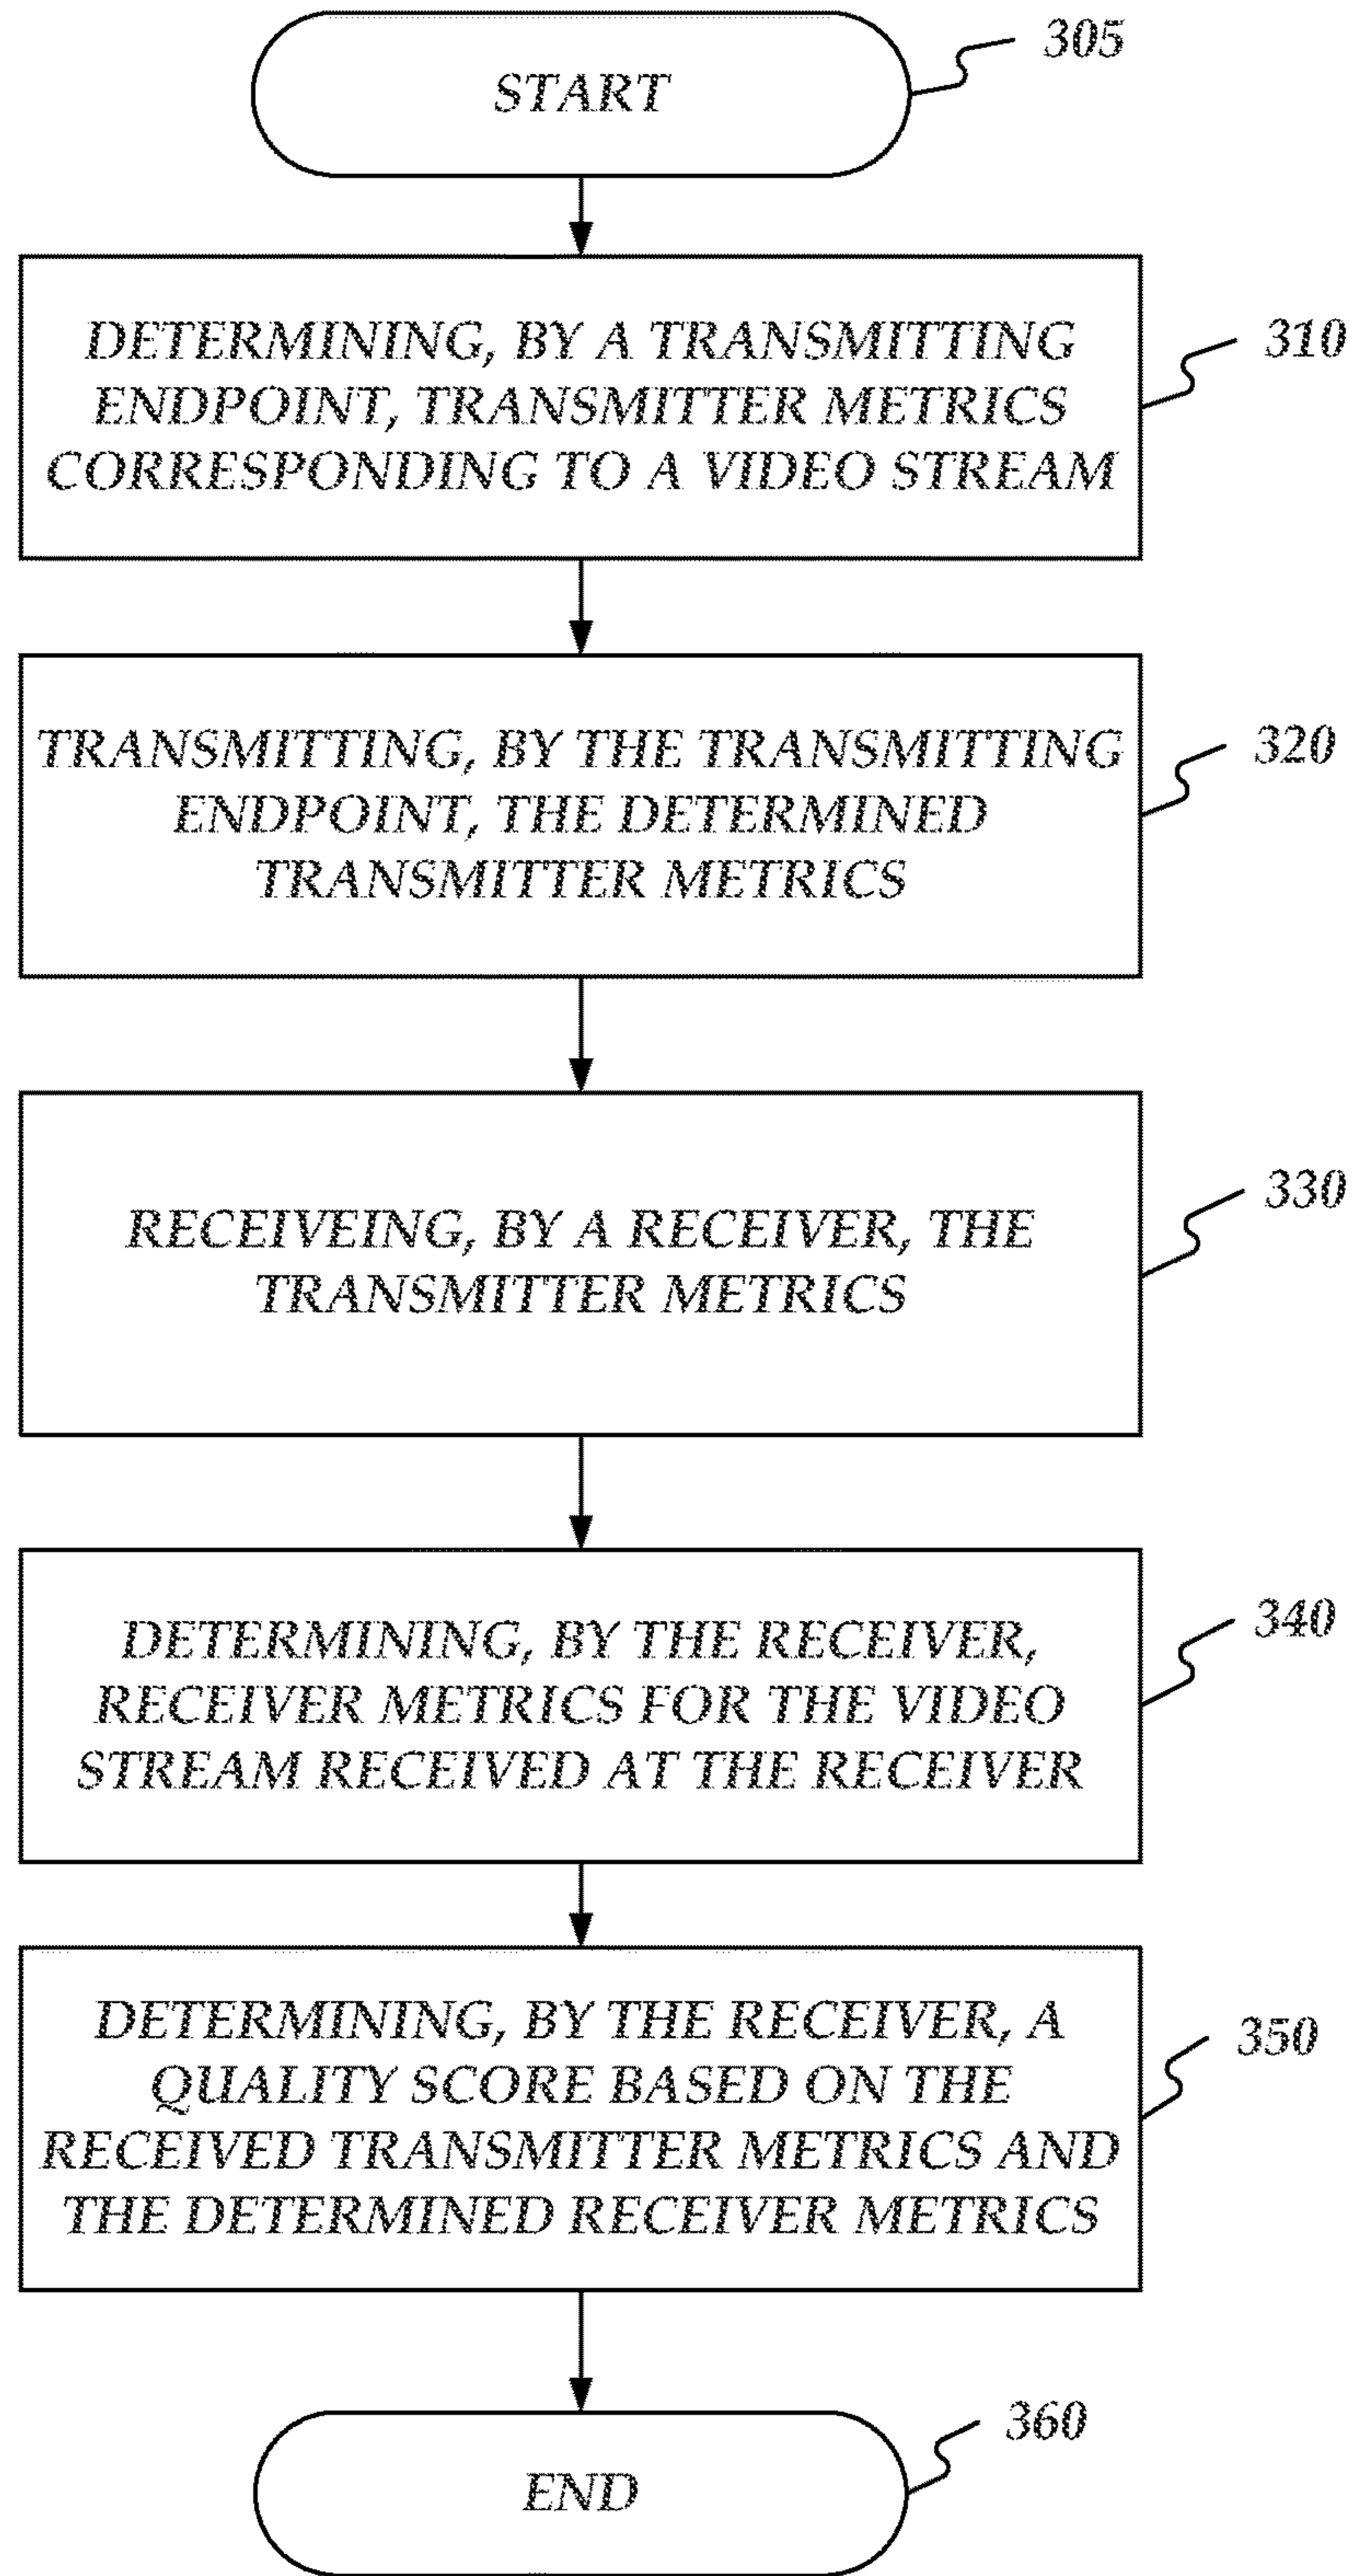 START
305
DETERMINING, BY A TRANSMITTING
ENDPOINT, TRANSMITTER METRICS
CORRESPONDING TO A VIDEO STREAM
310
TRANSMITTING, BY THE TRANSMITTING
ENDPOINT, THE DETERMINED
TRANSMITTER METRICS
320
RECEIVEING, BY A RECEIVER, THE
TRANSMITTER METRICS
330
DETERMINING, BY THE RECEIVER,
RECEIVER METRICS FOR THE VIDEO
STREAM RECEIVED AT THE RECEIVER
340
DETERMINING, BY THE RECEIVER, A
QUALITY SCORE BASED ON THE
RECEIVED TRANSMITTER METRICS AND
THE DETERMINED RECEIVER METRICS
350
END
360